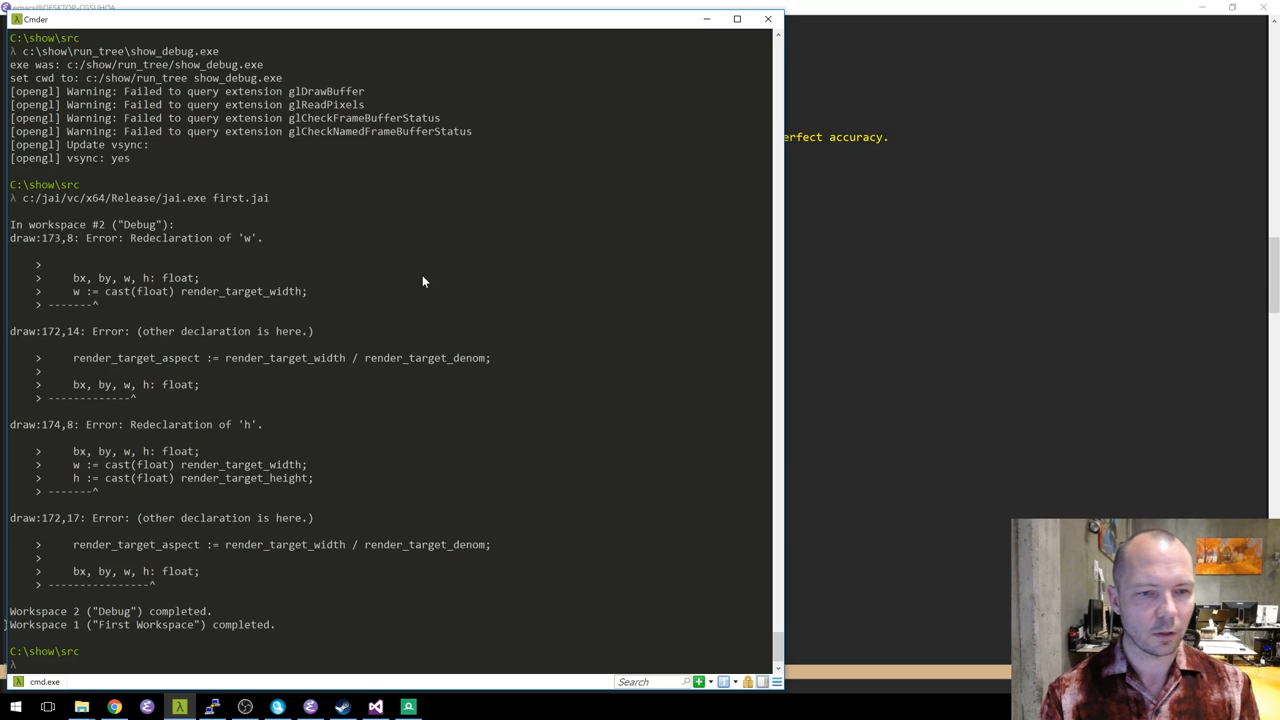 emacs@DESKTOP-CGSUHOA
Cmder
C:\show\src
λ c:\show\run_tree\show_debug.exe
exe was: c:/show/run_tree/show_debug.exe
set cwd to: c:/show/run_tree show_debug.exe
[opengl] Warning: Failed to query extension glDrawBuffer
[opengl] Warning: Failed to query extension glReadPixels
[opengl] Warning: Failed to query extension glCheckFrameBufferStatus
[opengl] Warning: Failed to query extension glCheckNamedFrameBufferStatus
[opengl] Update vsync:
[opengl] vsync: yes
erfect accuracy.
C:\show\src
λ c:/jai/vc/x64/Release/jai.exe first.jai
In workspace #2 ("Debug"):
draw:173,8: Error: Redeclaration of 'w'.
>
> bx, by, w, h: float;
> w := cast(float) render_target_width;
> -------^
draw:172,14: Error: (other declaration is here.)
> render_target_aspect := render_target_width / render_target_denom;
>
> bx, by, w, h: float;
> -------------^
draw:174,8: Error: Redeclaration of 'h'.
> bx, by, w, h: float;
> w := cast(float) render_target_width;
> h := cast(float) render_target_height;
> -------^
draw:172,17: Error: (other declaration is here.)
> render_target_aspect := render_target_width / render_target_denom;
>
> bx, by, w, h: float;
> ----------------^
Workspace 2 ("Debug") completed.
Workspace 1 ("First Workspace") completed.
C:\show\src
λ
cmd.exe
Search